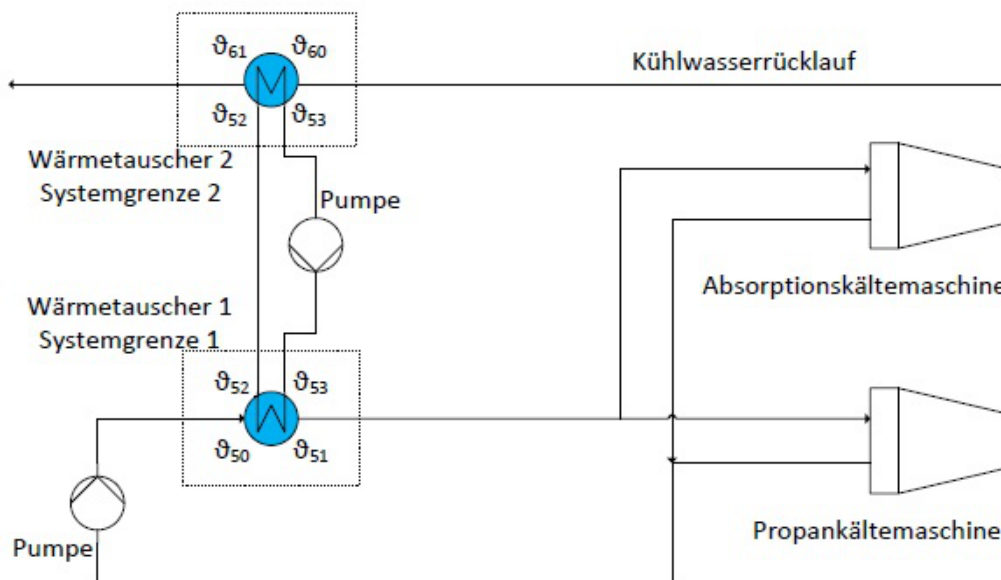 ϑ61 ϑ60
Kühlwasserrücklauf
ϑ52 ϑ53
Wärmetauscher 2
Systemgrenze 2
Pumpe
Absorptionskältemaschine
Wärmetauscher 1
Systemgrenze 1
ϑ52 ϑ53
ϑ50 ϑ51
Propankältemaschine
Pumpe